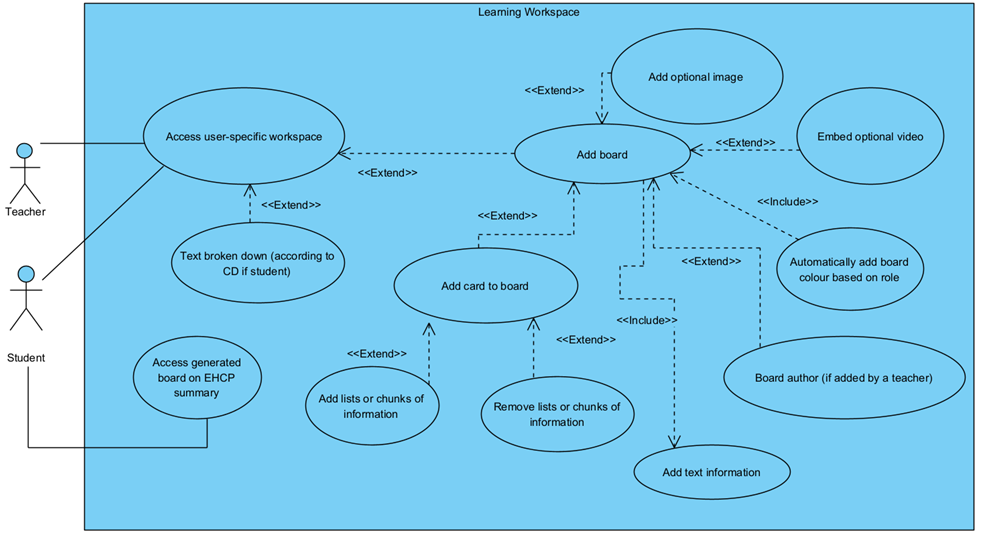 Learning Workspace
Add optional image
<<Extend>>
Access user-specific workspace
Add board
<<Extend>>
Embed optional video
<<Extend>>
Teacher
<<Extend>>
<<Include>>
<<Extend>>
Text broken down (according to
CD if student)
Add card to board
<<Extend>>
Automatically add board
colour based on role
Student
<<Include>>
<<Extend>>
<<Extend>>
Access generated
board on EHCP
summary
Add lists or chunks of
information
Remove lists or chunks of
information
Board author (if added by a teacher)
Add text information